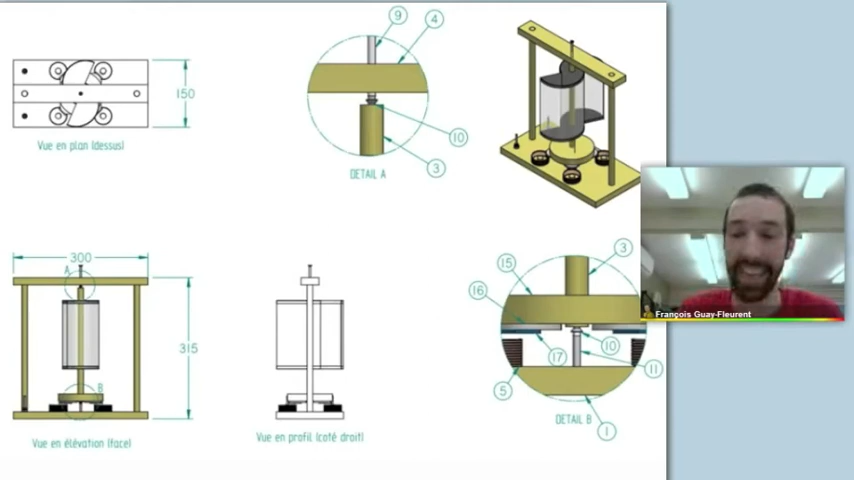 150
Vue en plan (dessus)
9
4
10
3
DETAIL A
300
A
315
B
Vue en élévation (face)
Vue en profil (coté droit)
15
3
16
10
17
11
5
DETAIL B
1
François Guay-Fleurent